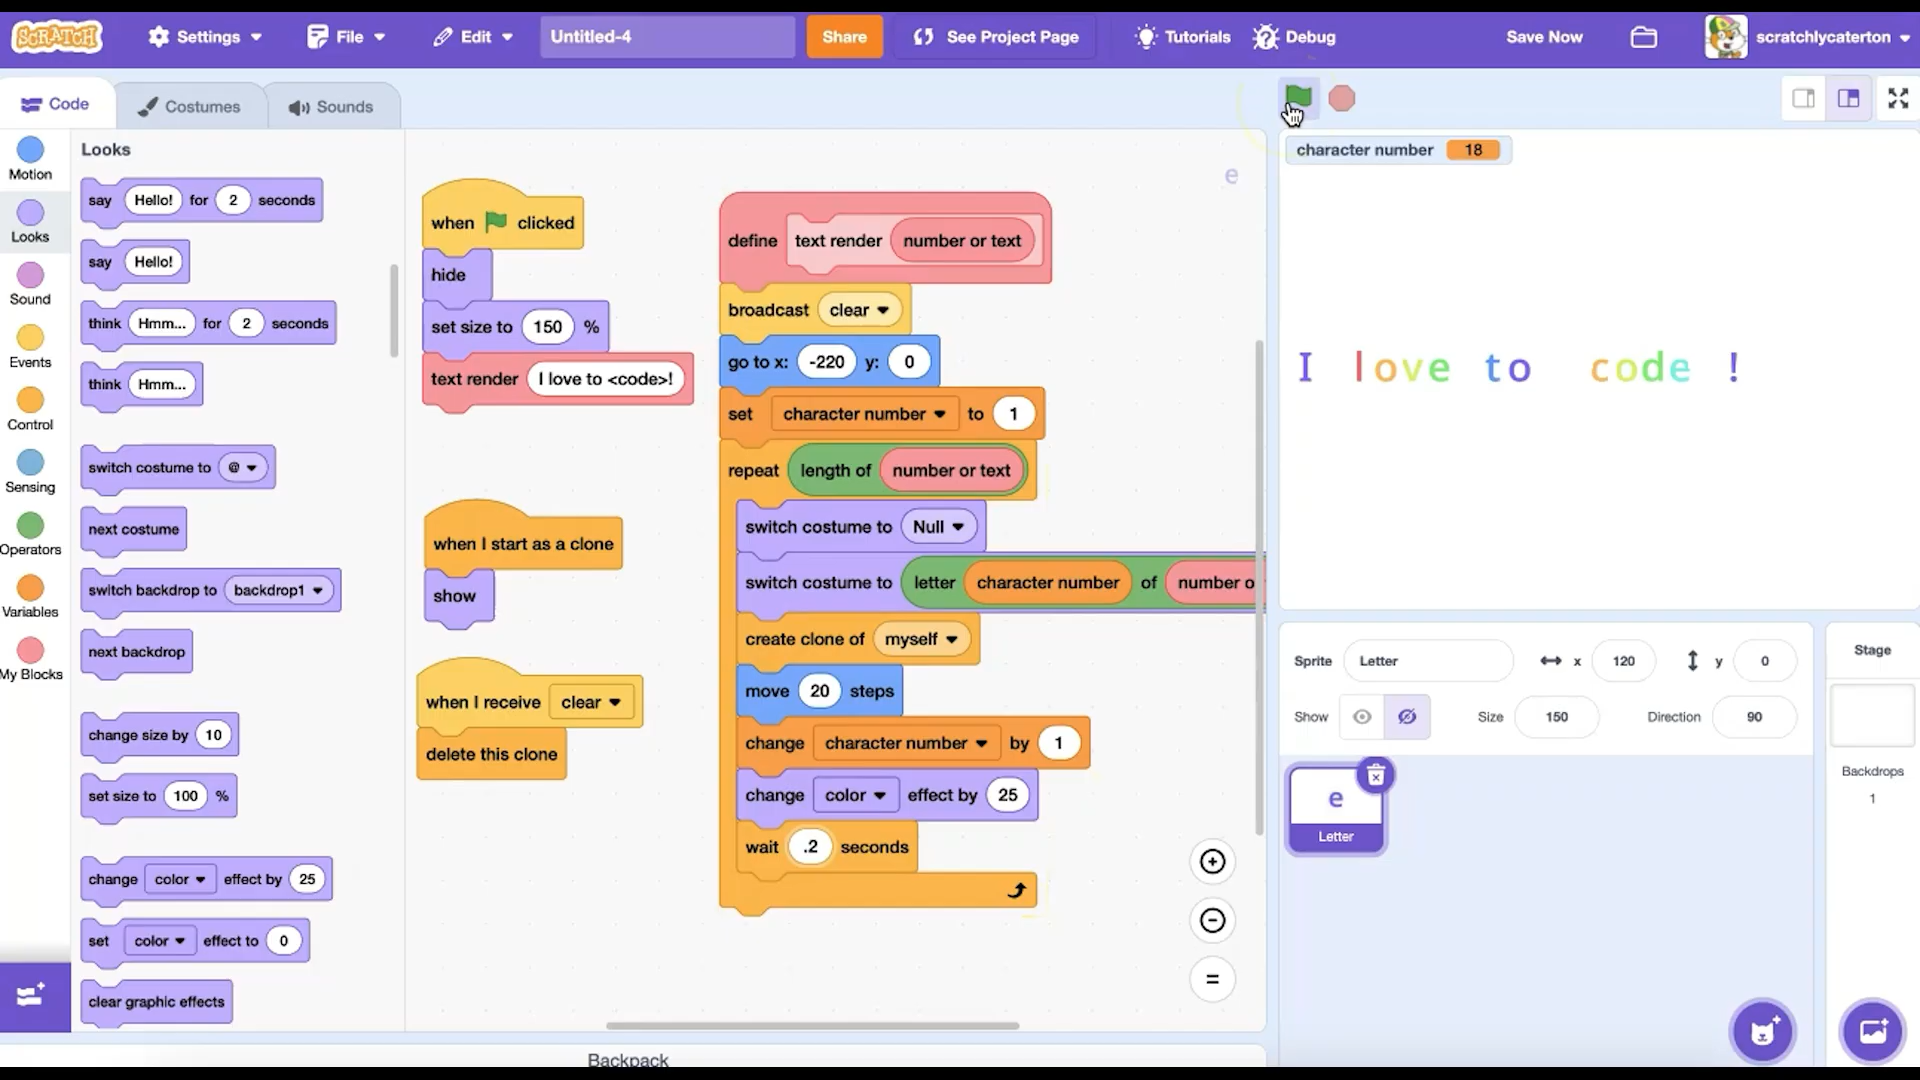 SCRATCH Settings File Edit Untitled-4 Share See Project Page Tutorials Debug Save Now scratchlycaterton
Code Costumes Sounds
Motion
Looks
Sound
Events
Control
Sensing
Operators
Variables
My Blocks
Looks
say Hello! for 2 seconds
say Hello!
think Hmm... for 2 seconds
think Hmm...
switch costume to @
next costume
switch backdrop to backdrop1
next backdrop
change size by 10
set size to 100 %
change color effect by 25
set color effect to 0
clear graphic effects
when clicked
hide
set size to 150 %
text render I love to <code>!
when I start as a clone
show
when I receive clear
delete this clone
define text render number or text
broadcast clear
go to x: -220 y: 0
set character number to 1
repeat length of number or text
switch costume to Null
switch costume to letter character number of number o
create clone of myself
move 20 steps
change character number by 1
change color effect by 25
wait .2 seconds
e
Backpack
character number 18
I love to code !
Sprite Letter x 120 y 0
Show Size 150 Direction 90
e
Letter
Stage
Backdrops
1